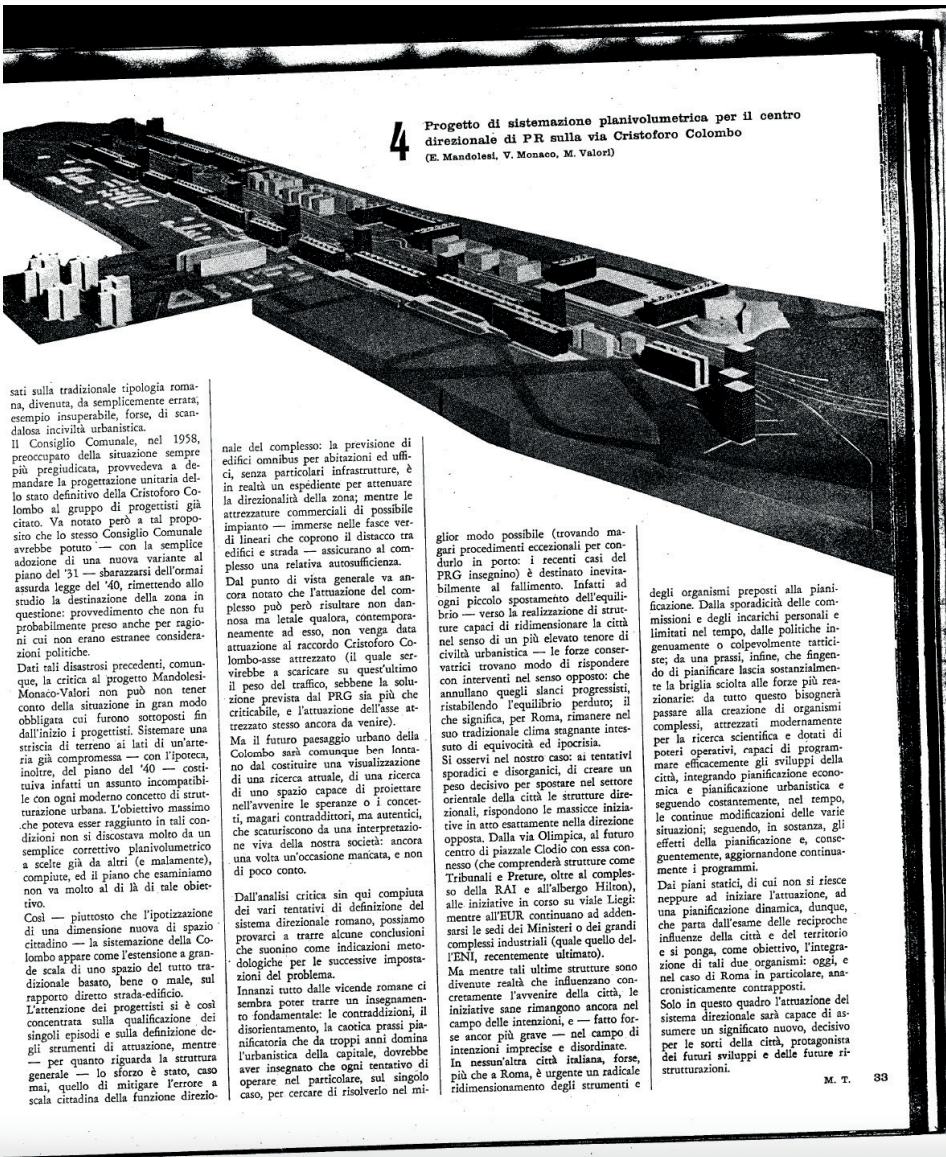 4
Progetto di sistemazione planivolumetrica per il centro
direzionale di PR sulla via Cristoforo Colombo
(E. Mandolesi, V. Monaco, M. Valori)
sati sulla tradizionale tipologia roma-
na, divenuta, da semplicemente errata,
esempio insuperabile, forse, di scan-
dalosa inciviltà urbanistica.
Il Consiglio Comunale, nel 1958,
preoccupato della situazione sempre
più pregiudicata, provvedeva a de-
mandare la progettazione unitaria del-
lo stato definitivo della Cristoforo Co-
lombo al gruppo di progettisti già
citato. Va notato però a tal propo-
sito che lo stesso Consiglio Comunale
avrebbe potuto — con la semplice
adozione di una nuova variante al
piano del '31 — sbarazzarsi dell'ormai
assurda legge del '40, rimettendo allo
studio la destinazione della zona in
questione: provvedimento che non fu
probabilmente preso anche per ragio-
ni cui non erano estranee considera-
zioni politiche.
Dati tali disastrosi precedenti, comun-
que, la critica al progetto Mandolesi-
Monaco-Valori non può non tener
conto della situazione in gran modo
obbligata cui furono sottoposti fin
dall'inizio i progettisti. Sistemare una
striscia di terreno ai lati di un'arte-
ria già compromessa — con l'ipoteca,
inoltre, del piano del '40 — costi-
tuiva infatti un assunto incompatibi-
le con ogni moderno concetto di strut-
turazione urbana. L'obiettivo massimo
che poteva esser raggiunto in tali con-
dizioni non si discostava molto da un
semplice correttivo planivolumetrico
a scelte già da altri (e malamente),
compiute, ed il piano che esaminiamo
non va molto al di là di tale obiet-
tivo.
Così — piuttosto che l'ipotizzazione
di una dimensione nuova di spazio
cittadino — la sistemazione della Co-
lombo appare come l'estensione a gran-
de scala di uno spazio del tutto tra-
dizionale basato, bene o male, sul
rapporto diretto strada-edificio.
L'attenzione dei progettisti si è così
concentrata sulla qualificazione dei
singoli episodi e sulla definizione de-
gli strumenti di attuazione, mentre
— per quanto riguarda la struttura
generale — lo sforzo è stato, caso
mai, quello di mitigare l'errore a
scala cittadina della funzione direzio-
nale del complesso: la previsione di
edifici omnibus per abitazioni ed uffi-
ci, senza particolari infrastrutture, è
in realtà un espediente per attenuare
la direzionalità della zona; mentre le
attrezzature commerciali di possibile
impianto — immerse nelle fasce ver-
di lineari che coprono il distacco tra
edifici e strada — assicurano al com-
plesso una relativa autosufficienza.
Dal punto di vista generale va an-
cora notato che l'attuazione del com-
plesso può però risultare non dan-
nosa ma letale qualora, contempora-
neamente ad esso, non venga data
attuazione al raccordo Cristoforo Co-
lombo-asse attrezzato (il quale ser-
virebbe a scaricare su quest'ultimo
il peso del traffico, sebbene la solu-
zione prevista dal PRG sia più che
criticabile, e l'attuazione dell'asse at-
trezzato stesso ancora da venire).
Ma il futuro paesaggio urbano della
Colombo sarà comunque ben lonta-
no dal costituire una visualizzazione
di una ricerca attuale, di una ricerca
di uno spazio capace di proiettare
nell'avvenire le speranze o i concet-
ti, magari contraddittori, ma autentici,
che scaturiscono da una interpretazio-
ne viva della nostra società: ancora
una volta un'occasione mancata, e non
di poco conto.
Dall'analisi critica sin qui compiuta
dei vari tentativi di definizione del
sistema direzionale romano, possiamo
provarci a trarre alcune conclusioni
che suonino come indicazioni meto-
dologiche per le successive imposta-
zioni del problema.
Innanzi tutto dalle vicende romane ci
sembra poter trarre un insegnamen-
to fondamentale: le contraddizioni, il
disorientamento, la caotica prassi pia-
nificatoria che da troppi anni domina
l'urbanistica della capitale, dovrebbe
aver insegnato che ogni tentativo di
operare nel particolare, sul singolo
caso, per cercare di risolverlo nel mi-
glior modo possibile (trovando ma-
gari procedimenti eccezionali per con-
durlo in porto: i recenti casi del
PRG insegnino) è destinato inevita-
bilmente al fallimento. Infatti ad
ogni piccolo spostamento dell'equili-
brio — verso la realizzazione di strut-
ture capaci di ridimensionare la città
nel senso di un più elevato tenore di
civiltà urbanistica — le forze conser-
vatrici trovano modo di rispondere
con interventi nel senso opposto: che
annullano quegli slanci progressisti,
ristabilendo l'equilibrio perduto; il
che significa, per Roma, rimanere nel
suo tradizionale clima stagnante intes-
suto di equivocità ed ipocrisia.
Si osservi nel nostro caso: ai tentativi
sporadici e disorganici, di creare un
peso decisivo per spostare nel settore
orientale della città le strutture dire-
zionali, rispondono le massicce inizia-
tive in atto esattamente nella direzione
opposta. Dalla via Olimpica, al futuro
centro di piazzale Clodio con essa con-
nesso (che comprenderà strutture come
Tribunali e Preture, oltre al comples-
so della RAI e all'albergo Hilton),
alle iniziative in corso su viale Liegi:
mentre all'EUR continuano ad adden-
sarsi le sedi dei Ministeri o dei grandi
complessi industriali (quale quello del-
l'ENI, recentemente ultimato).
Ma mentre tali ultime strutture sono
divenute realtà che influenzano con-
cretamente l'avvenire della città, le
iniziative sane rimangono ancora nel
campo delle intenzioni, e — fatto for-
se ancor più grave — nel campo di
intenzioni imprecise e disordinate.
In nessun'altra città italiana, forse,
più che a Roma, è urgente un radicale
ridimensionamento degli strumenti e
degli organismi preposti alla piani-
ficazione. Dalla sporadicità delle com-
missioni e degli incarichi personali e
limitati nel tempo, dalle politiche in-
genuamente o colpevolmente tattici-
ste; da una prassi, infine, che fingen-
do di pianificare lascia sostanzialmen-
te la briglia sciolta alle forze più rea-
zionarie: da tutto questo bisognerà
passare alla creazione di organismi
complessi, attrezzati modernamente
per la ricerca scientifica e dotati di
poteri operativi, capaci di program-
mare efficacemente gli sviluppi della
città, integrando pianificazione econo-
mica e pianificazione urbanistica e
seguendo costantemente, nel tempo,
le continue modificazioni delle varie
situazioni; seguendo, in sostanza, gli
effetti della pianificazione e, conse-
guentemente, aggiornandone continua-
mente i programmi.
Dai piani statici, di cui non si riesce
neppure ad iniziare l'attuazione, ad
una pianificazione dinamica, dunque,
che parta dall'esame delle reciproche
influenze della città e del territorio
e si ponga, come obiettivo, l'integra-
zione di tali due organismi: oggi, e
nel caso di Roma in particolare, ana-
cronisticamente contrapposti.
Solo in questo quadro l'attuazione del
sistema direzionale sarà capace di as-
sumere un significato nuovo, decisivo
per le sorti della città, protagonista
dei futuri sviluppi e delle future ri-
strutturazioni.
M. T.
33